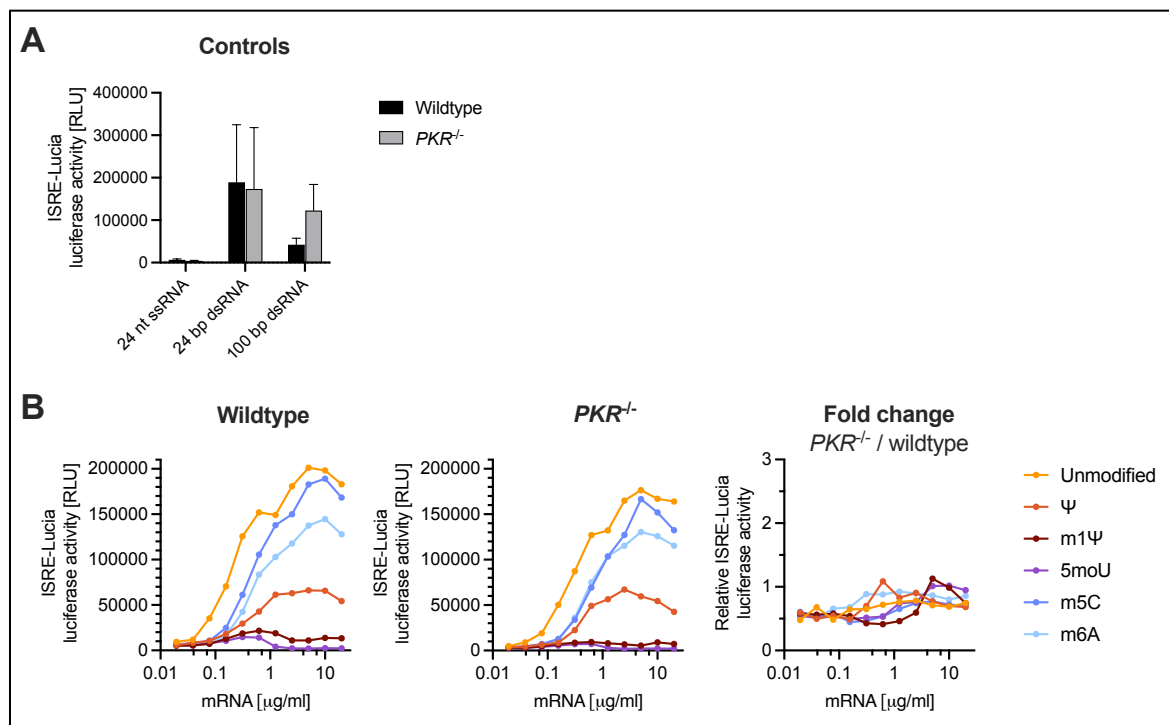 A
Controls
ISRE-Lucia
luciferase activity [RLU]
400000
300000
200000
100000
0
24 nt ssRNA
24 bp dsRNA
100 bp dsRNA
Wildtype
PKR-/-
B
Wildtype
ISRE-Lucia
luciferase activity [RLU]
200000
150000
100000
50000
0
0.01 0.1 1 10
mRNA [μg/ml]
PKR-/-
ISRE-Lucia
luciferase activity [RLU]
200000
150000
100000
50000
0
0.01 0.1 1 10
mRNA [μg/ml]
Fold change
PKR-/- / wildtype
Relative ISRE-Lucia
luciferase activity
3
2
1
0
0.01 0.1 1 10
mRNA [μg/ml]
Unmodified
Ψ
m1Ψ
5moU
m5C
m6A